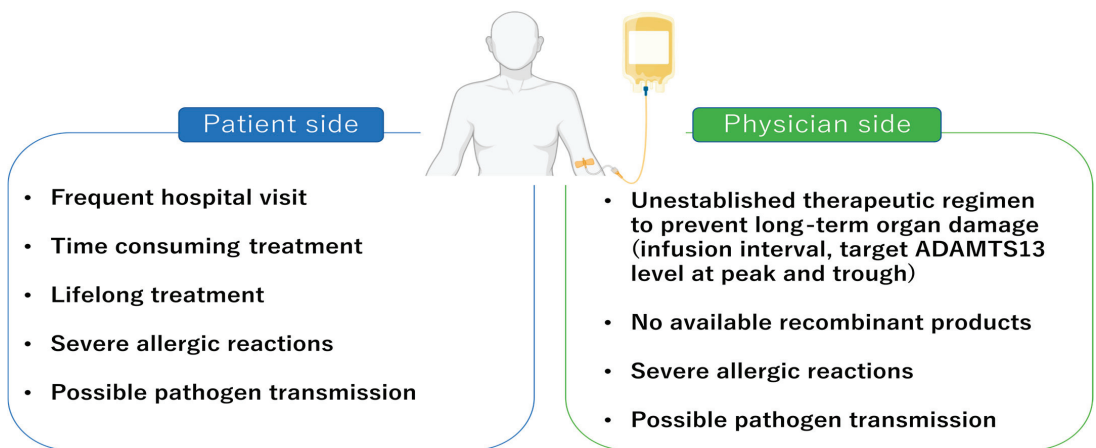 Patient side
• Frequent hospital visit
• Time consuming treatment
• Lifelong treatment
• Severe allergic reactions
• Possible pathogen transmission
Physician side
• Unestablished therapeutic regimen
to prevent long-term organ damage
(infusion interval, target ADAMTS13
level at peak and trough)
• No available recombinant products
• Severe allergic reactions
• Possible pathogen transmission